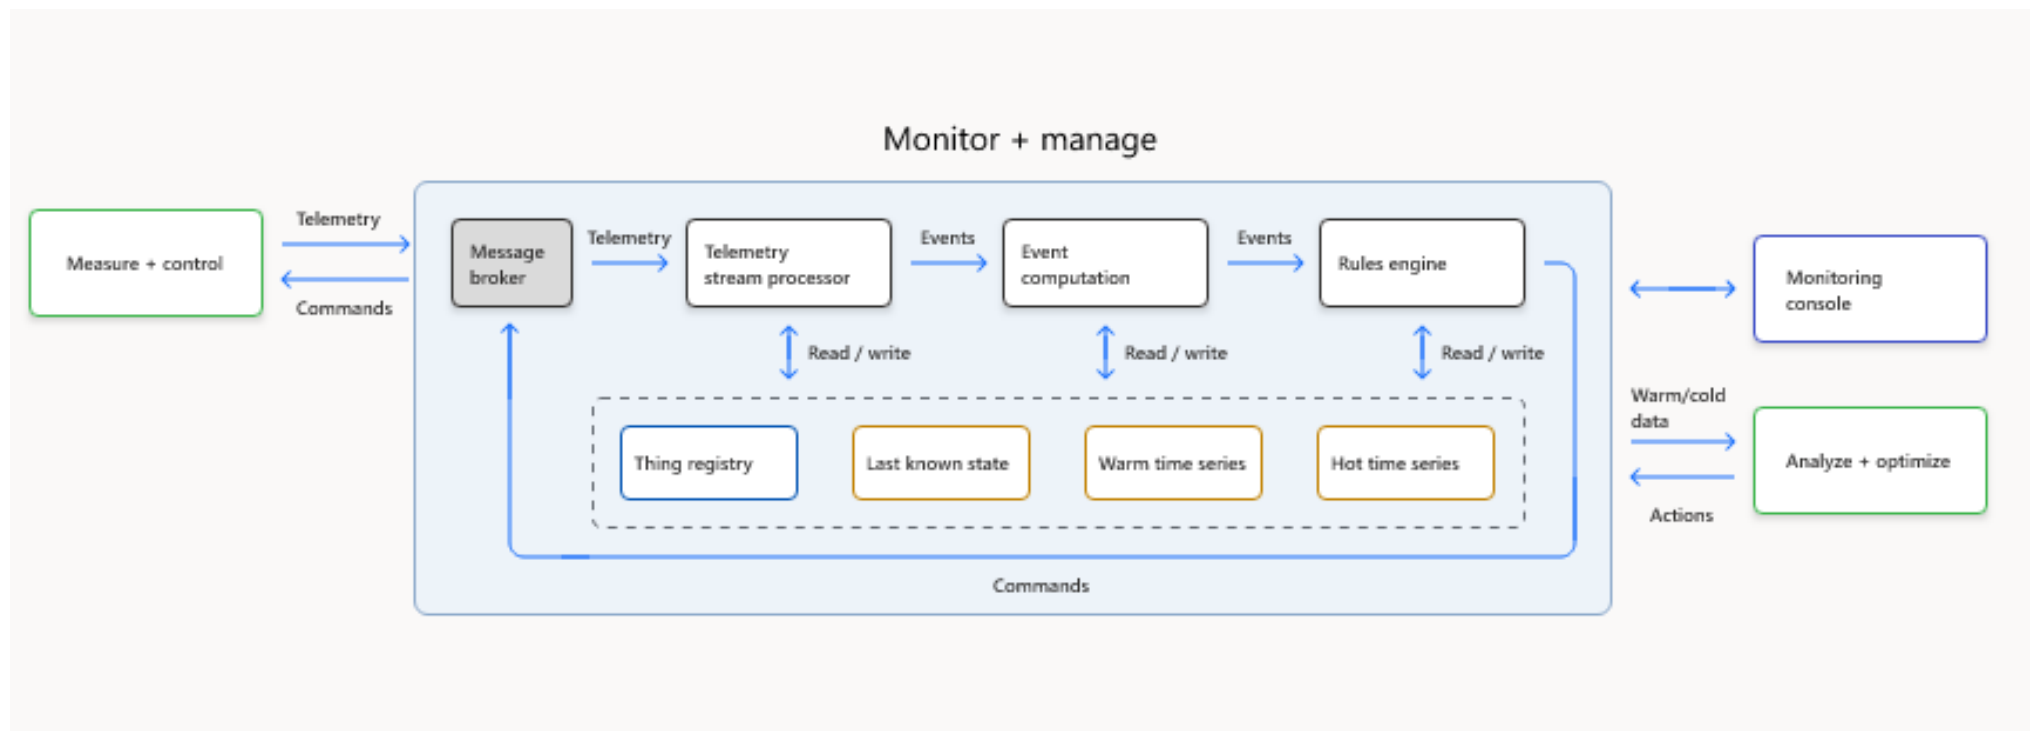 Monitor + manage
Measure + control
Telemetry
Commands
Message
broker
Telemetry
Telemetry
stream processor
Events
Event
computation
Events
Rules engine
Read / write
Read / write
Read / write
Thing registry
Last known state
Warm time series
Hot time series
Commands
Monitoring
console
Warm/cold
data
Analyze + optimize
Actions